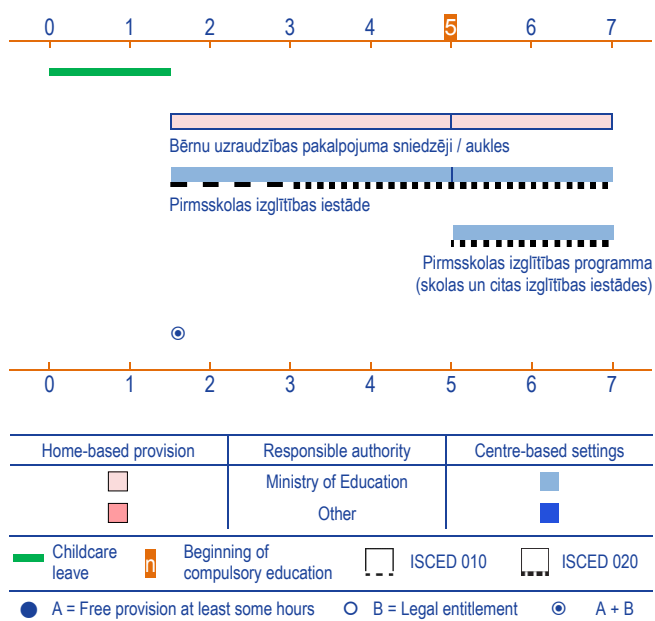 0 1 2 3 4 5 6 7
Bērnu uzraudzības pakalpojuma sniedzēji / aukles
Pirmsskolas izglītības iestāde
Pirmsskolas izglītības programma
(skolas un citas izglītības iestādes)
0 1 2 3 4 5 6 7
Home-based provision Responsible authority Centre-based settings
Ministry of Education
Other
Childcare
leave
n
Beginning of
compulsory education
ISCED 010
ISCED 020
A = Free provision at least some hours B = Legal entitlement A + B